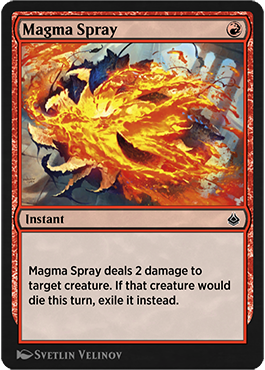 Magma Spray
Instant
Magma Spray deals 2 damage to
target creature. If that creature would
die this turn, exile it instead.
Svetlin Velinov